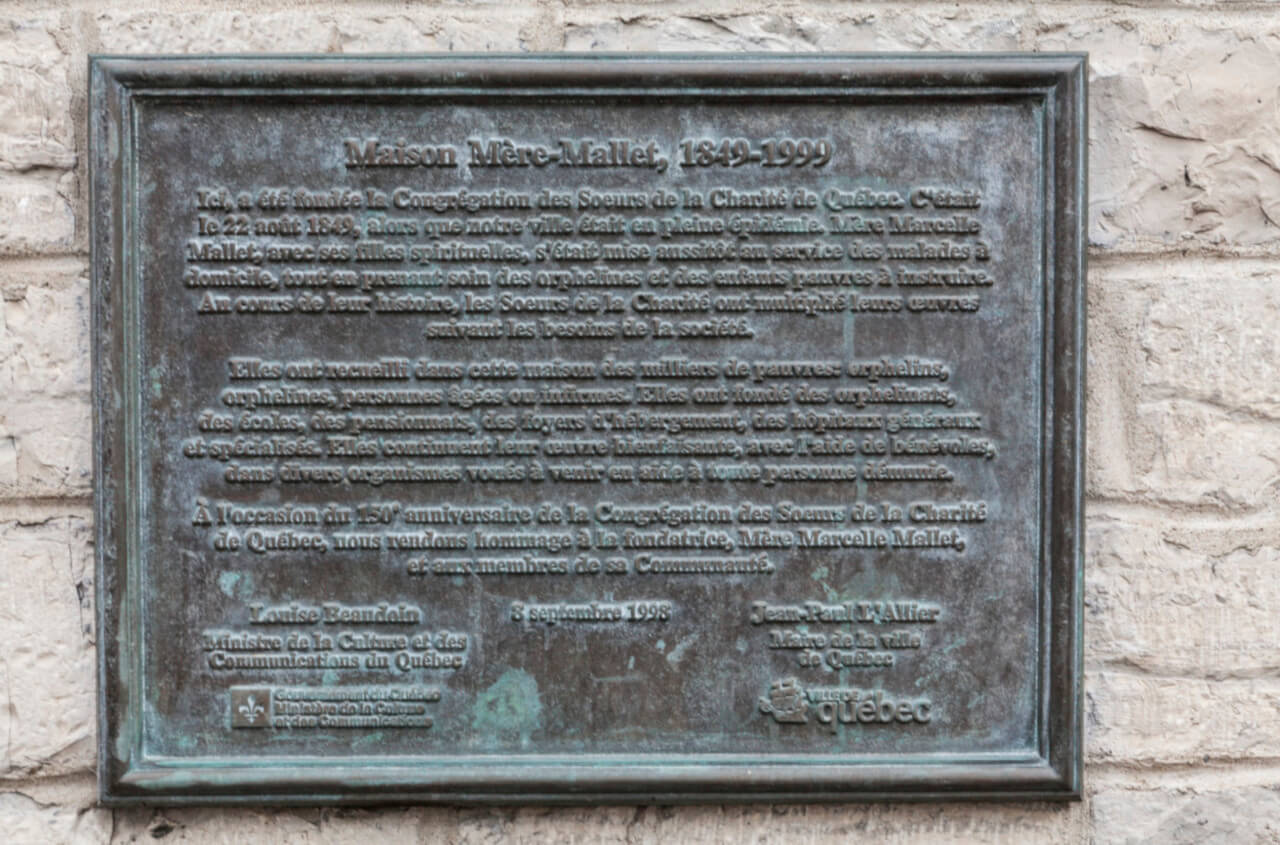 Maison Mère-Mallet, 1849-1999
Ici, a été fondée la Congrégation des Soeurs de la Charité de Québec. C'était
le 22 août 1849, alors que notre ville était en pleine épidémie. Mère Marcelle
Mallet, avec ses filles spirituelles, s'était mise aussitôt au service des malades à
domicile, tout en prenant soin des orphelines et des enfants pauvres à instruire.
Au cours de leur histoire, les Soeurs de la Charité ont multiplié leurs œuvres
suivant les besoins de la société.
Elles ont recueilli dans cette maison des milliers de pauvres: orphelins,
orphelines, personnes âgées ou infirmes. Elles ont fondé des orphelinats,
des écoles, des pensionnats, des foyers d'hébergement, des hôpitaux généraux
et spécialisés. Elles continuent leur œuvre bienfaisante, avec l'aide de bénévoles,
dans divers organismes voués à venir en aide à toute personne démunie.
À l'occasion du 150e anniversaire de la Congrégation des Soeurs de la Charité
de Québec, nous rendons hommage à la fondatrice, Mère Marcelle Mallet,
et aux membres de sa Communauté.
Louise Beaudoin
Ministre de la Culture et des
Communications du Québec
Gouvernement du Québec
Ministère de la Culture
et des Communications
8 septembre 1998
Jean-Paul L'Allier
Maire de la ville
de Québec
VILLE DE
québec